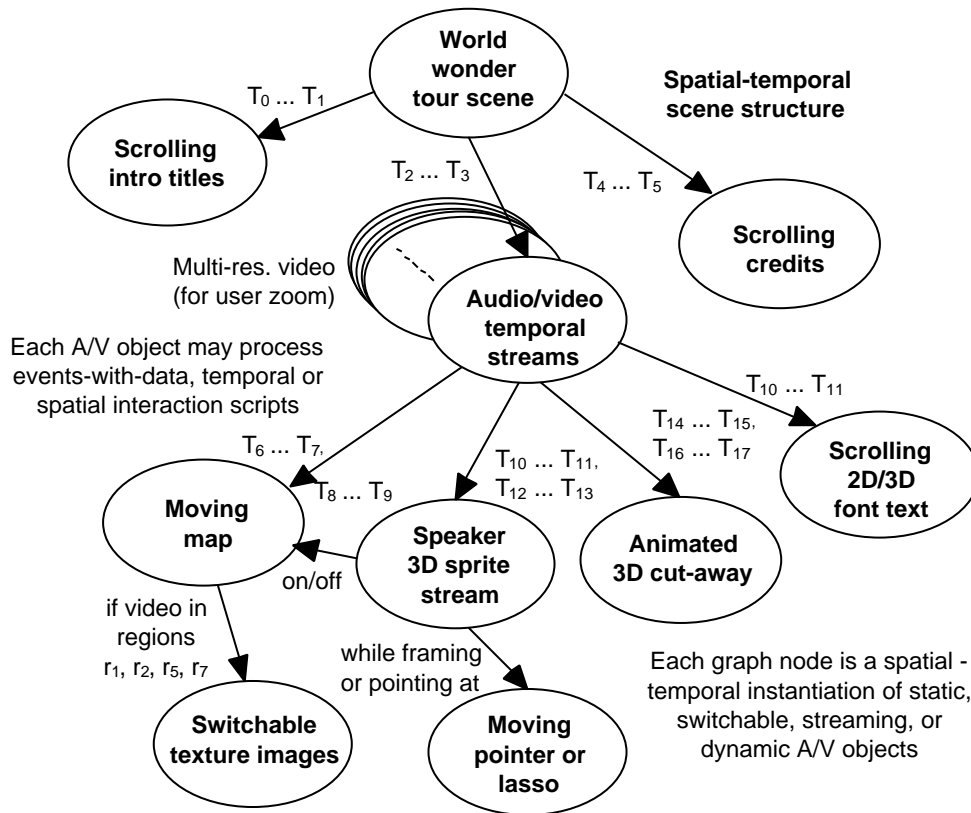 World
wonder
tour scene
Spatial-temporal
scene structure
T₀ ... T₁
Scrolling
intro titles
T₂ ... T₃
T₄ ... T₅
Scrolling
credits
Multi-res. video
(for user zoom)
Audio/video
temporal
streams
Each A/V object may process
events-with-data, temporal or
spatial interaction scripts
T₁₀ ... T₁₁
T₆ ... T₇,
T₈ ... T₉
T₁₀ ... T₁₁,
T₁₂ ... T₁₃
T₁₄ ... T₁₅,
T₁₆ ... T₁₇
Scrolling
2D/3D
font text
Moving
map
on/off
Speaker
3D sprite
stream
Animated
3D cut-away
if video in
regions
r₁, r₂, r₅, r₇
while framing
or pointing at
Switchable
texture images
Moving
pointer or
lasso
Each graph node is a spatial -
temporal instantiation of static,
switchable, streaming, or
dynamic A/V objects